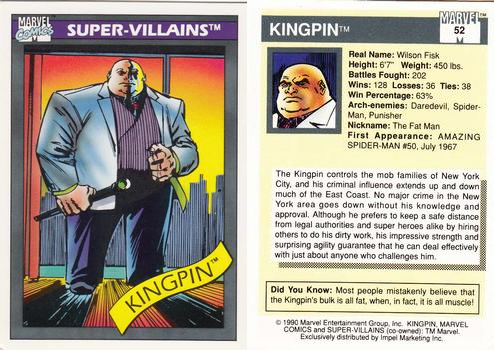 MARVEL
COMICS
SUPER-VILLAINS™
KINGPIN™
KINGPIN™
MARVEL™
52
Real Name: Wilson Fisk
Height: 6'7" Weight: 450 lbs.
Battles Fought: 202
Wins: 128 Losses: 36 Ties: 38
Win Percentage: 63%
Arch-enemies: Daredevil, Spider-
Man, Punisher
Nickname: The Fat Man
First Appearance: AMAZING
SPIDER-MAN #50, July 1967
The Kingpin controls the mob families of New York
City, and his criminal influence extends up and down
much of the East Coast. No major crime in the New
York area goes down without his knowledge and
approval. Although he prefers to keep a safe distance
from legal authorities and super heroes alike by hiring
others to do his dirty work, his impressive strength and
surprising agility guarantee that he can deal effectively
with just about anyone who challenges him.
Did You Know: Most people mistakenly believe that
the Kingpin's bulk is all fat, when, in fact, it is all muscle!
© 1990 Marvel Entertainment Group, Inc. KINGPIN, MARVEL
COMICS and SUPER-VILLAINS (co-owned): TM Marvel.
Exclusively distributed by Impel Marketing Inc.